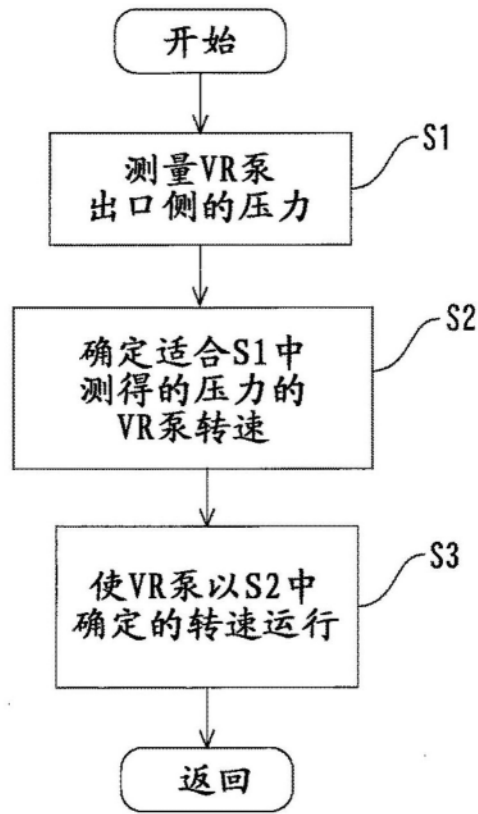 开始
S1
测量VR泵
出口侧的压力
S2
确定适合S1中
测得的压力的
VR泵转速
S3
使VR泵以S2中
确定的转速运行
返回